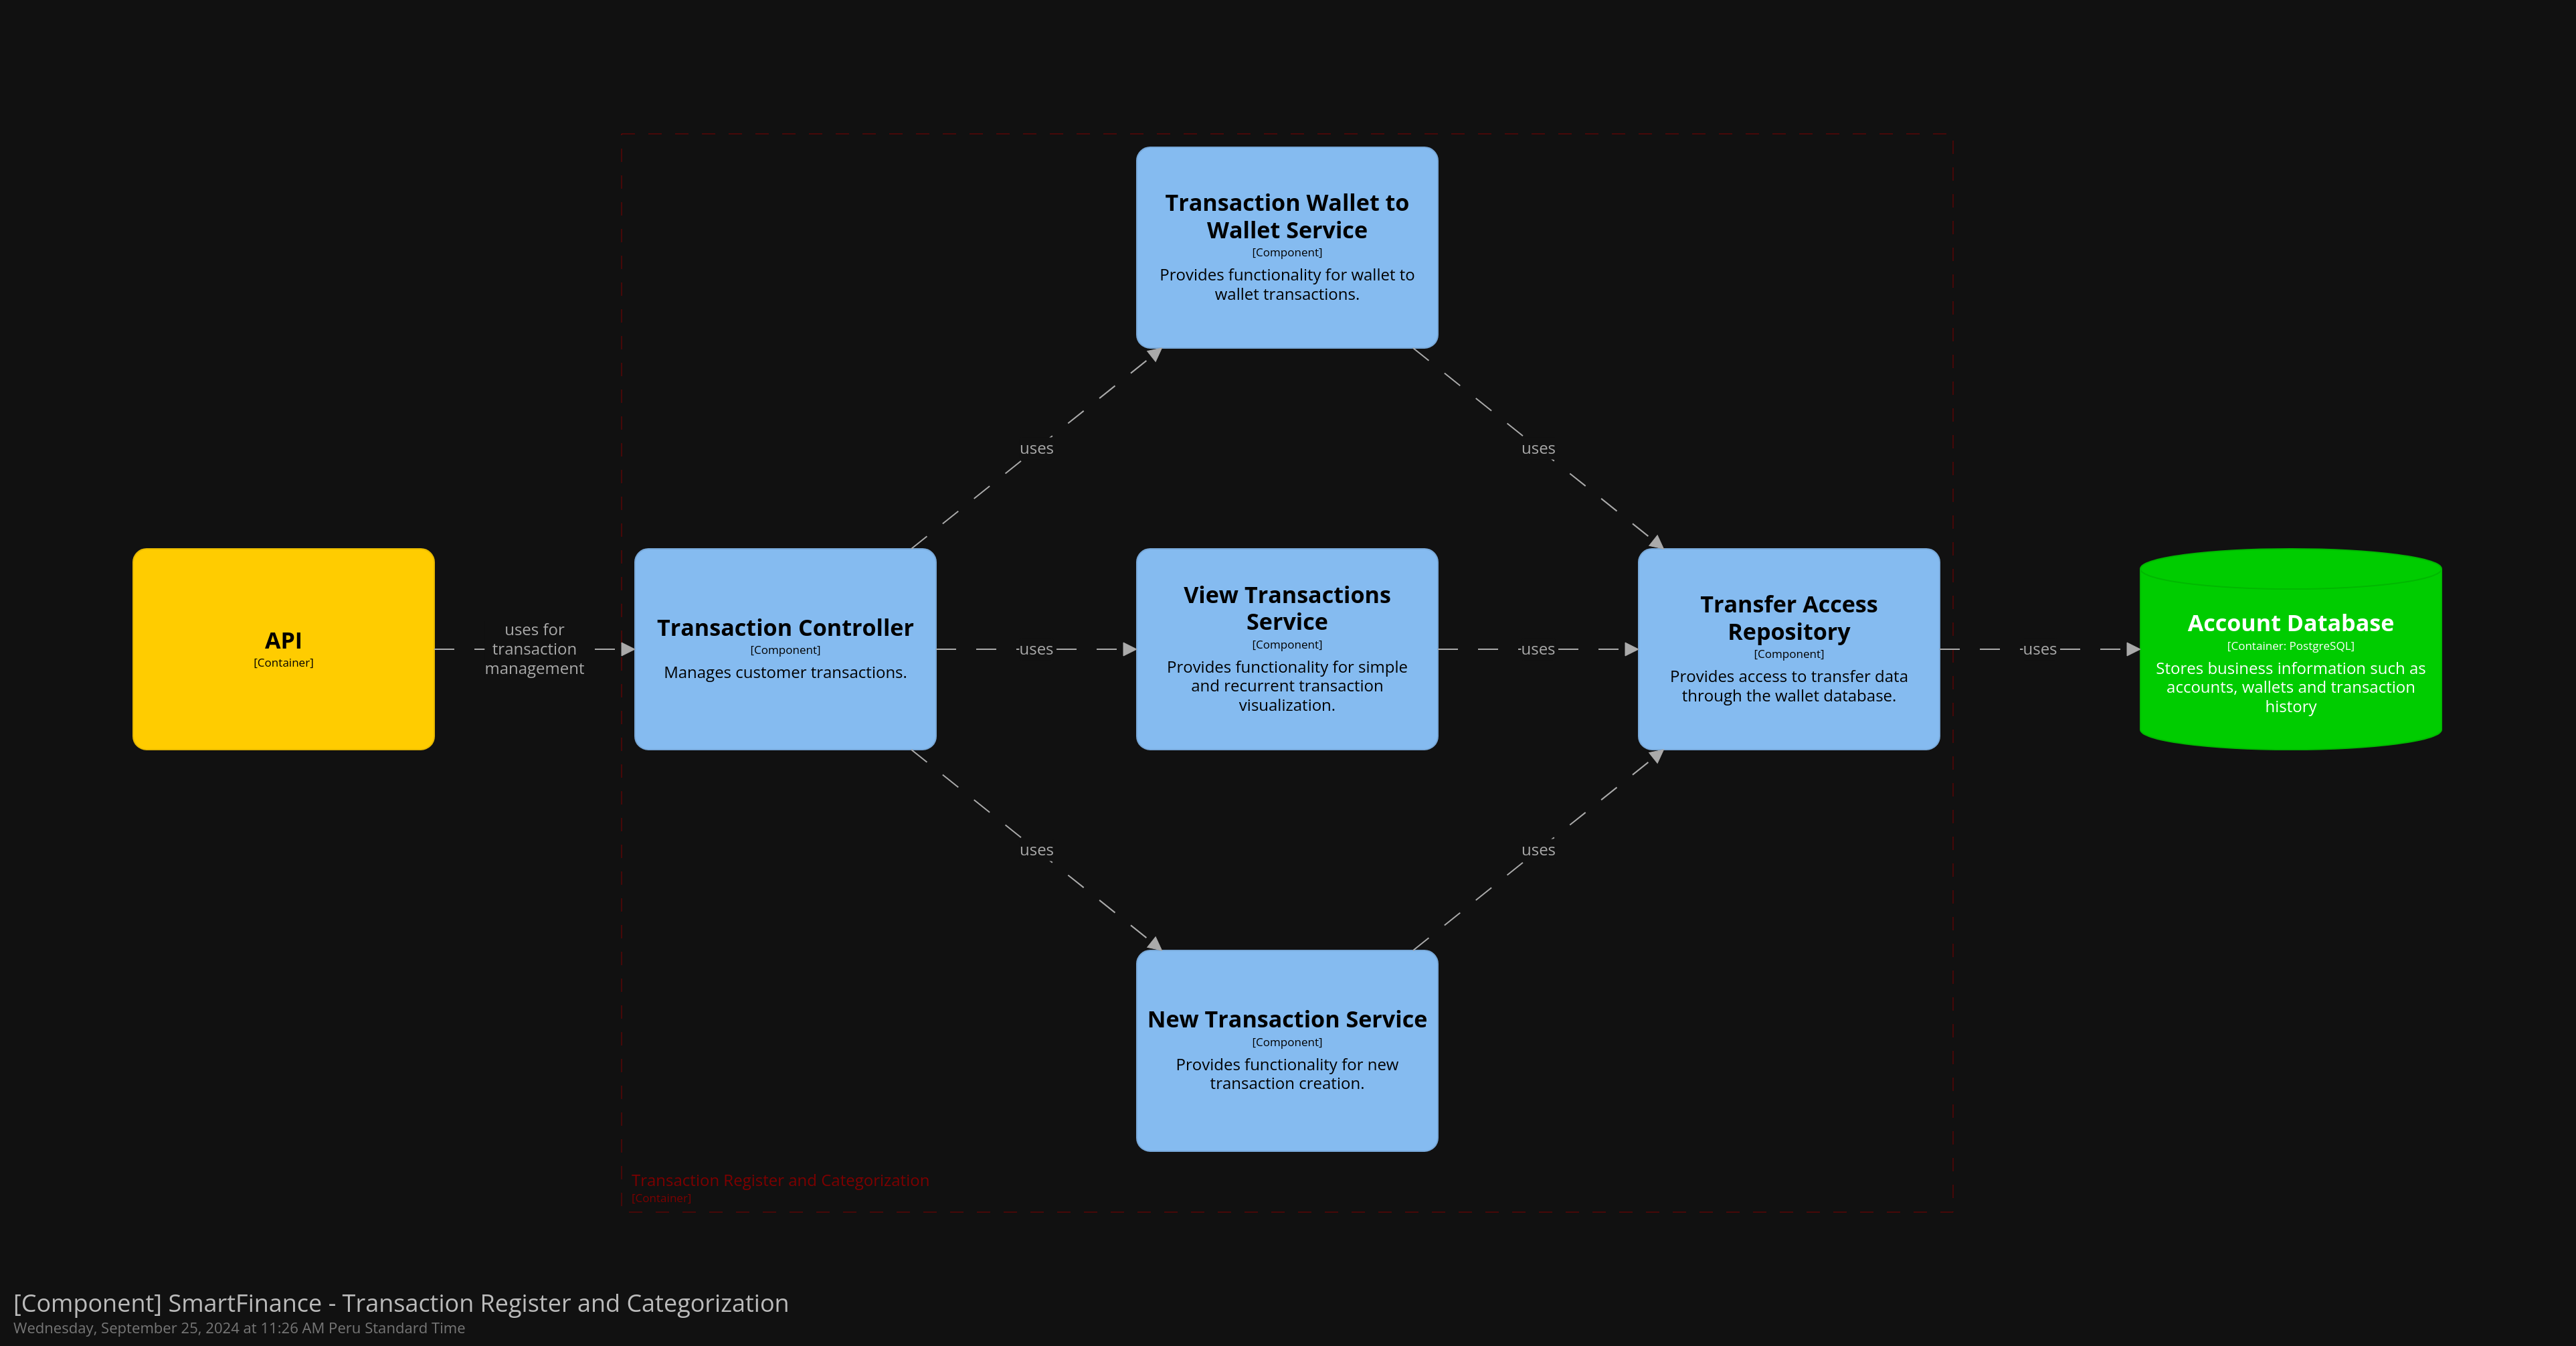 Transaction Wallet to
Wallet Service
[Component]
Provides functionality for wallet to
wallet transactions.
uses
uses
API
[Container]
uses for
transaction
management
Transaction Controller
[Component]
Manages customer transactions.
uses
View Transactions
Service
[Component]
Provides functionality for simple
and recurrent transaction
visualization.
uses
Transfer Access
Repository
[Component]
Provides access to transfer data
through the wallet database.
uses
Account Database
[Container: PostgreSQL]
Stores business information such as
accounts, wallets and transaction
history
uses
uses
New Transaction Service
[Component]
Provides functionality for new
transaction creation.
Transaction Register and Categorization
[Container]
[Component] SmartFinance - Transaction Register and Categorization
Wednesday, September 25, 2024 at 11:26 AM Peru Standard Time